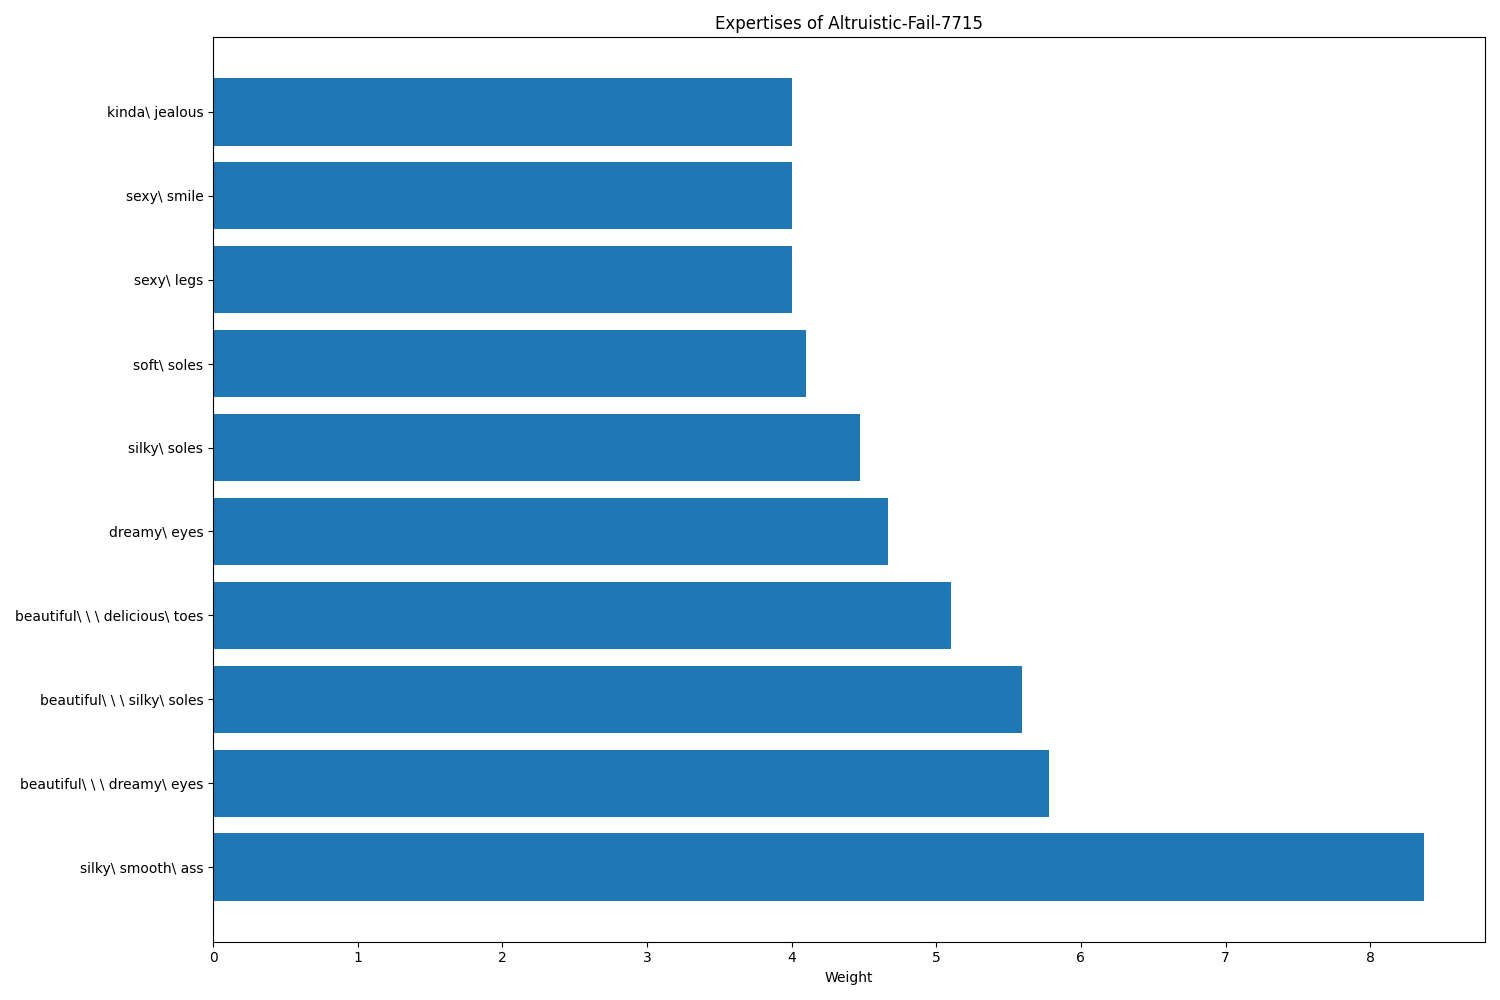 Expertises of Altruistic-Fail-7715
kinda\ jealous
sexy\ smile
sexy\ legs
soft\ soles
silky\ soles
dreamy\ eyes
beautiful\ \ \ delicious\ toes
beautiful\ \ \ silky\ soles
beautiful\ \ \ dreamy\ eyes
silky\ smooth\ ass
0 1 2 3 4 5 6 7 8
Weight